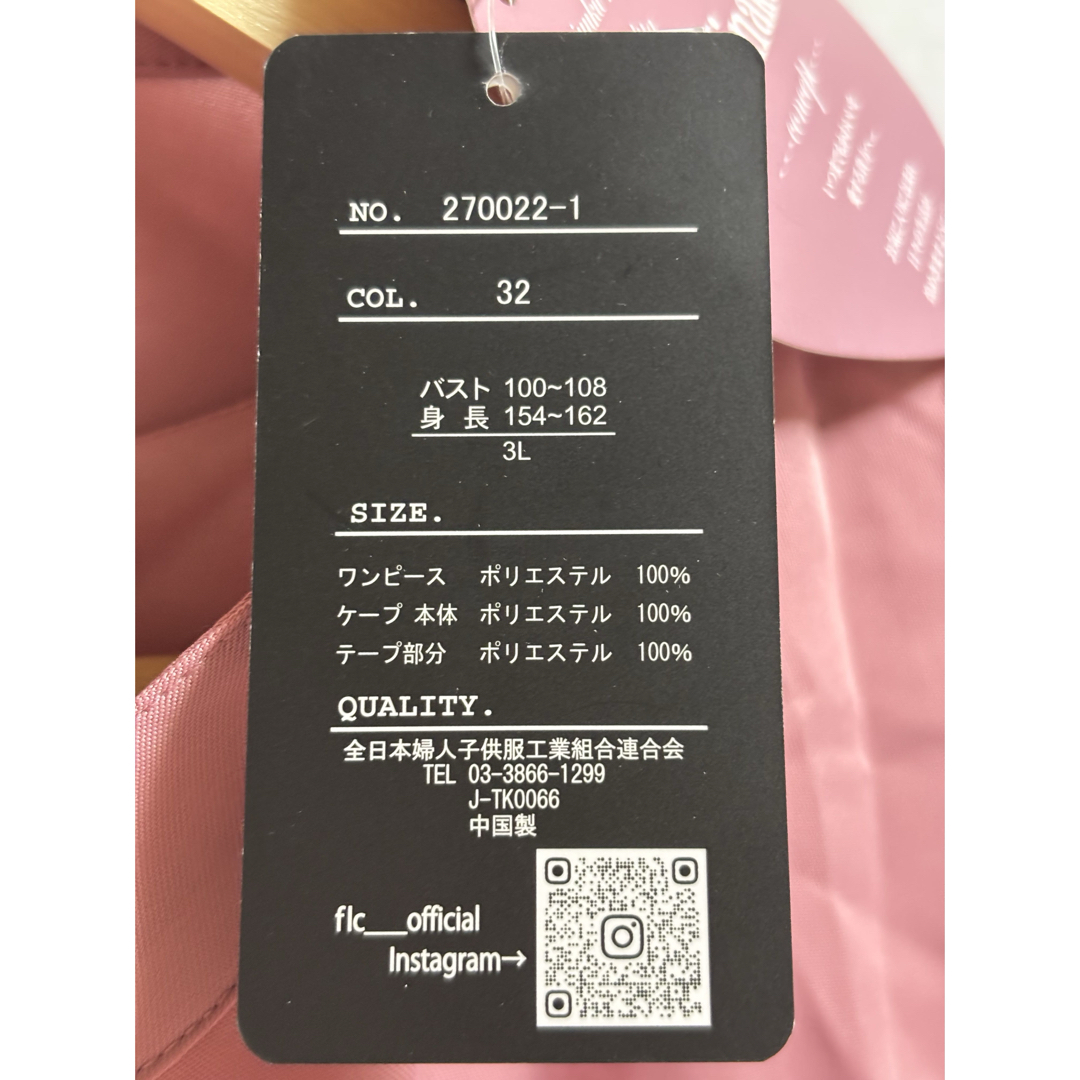 NO. 270022-1
COL. 32
バスト 100~108
身 長 154~162
3L
SIZE.
ワンピース ポリエステル 100%
ケープ 本体 ポリエステル 100%
テープ部分 ポリエステル 100%
QUALITY.
全日本婦人子供服工業組合連合会
TEL 03-3866-1299
J-TK0066
中国製
flc___official
Instagram→